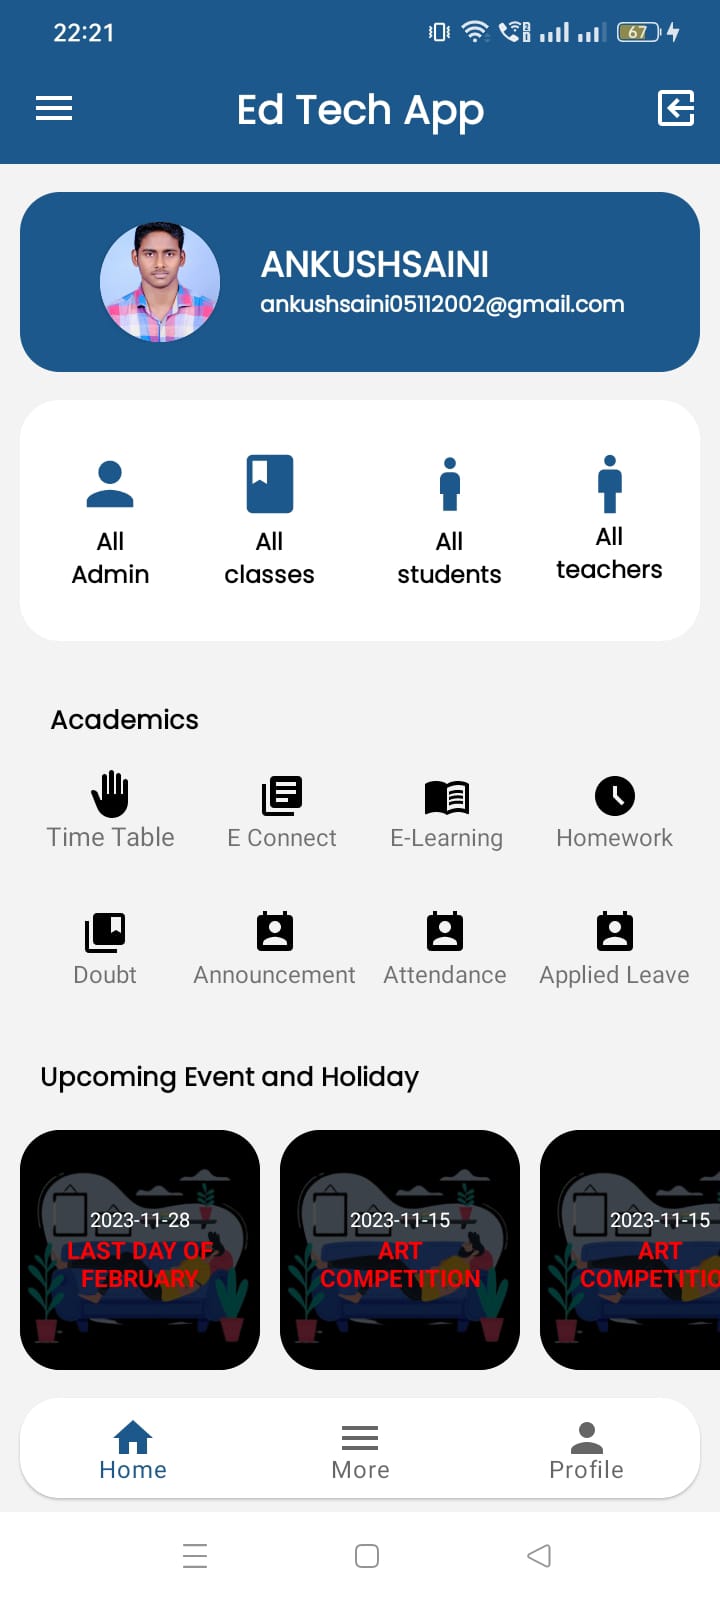 22:21
67
Ed Tech App
ANKUSHSAINI
ankushsaini05112002@gmail.com
All
Admin
All
classes
All
students
All
teachers
Academics
Time Table
E Connect
E-Learning
Homework
Doubt
Announcement
Attendance
Applied Leave
Upcoming Event and Holiday
2023-11-28
LAST DAY OF
FEBRUARY
2023-11-15
ART
COMPETITION
2023-11-15
ART
COMPETITIO
Home
More
Profile